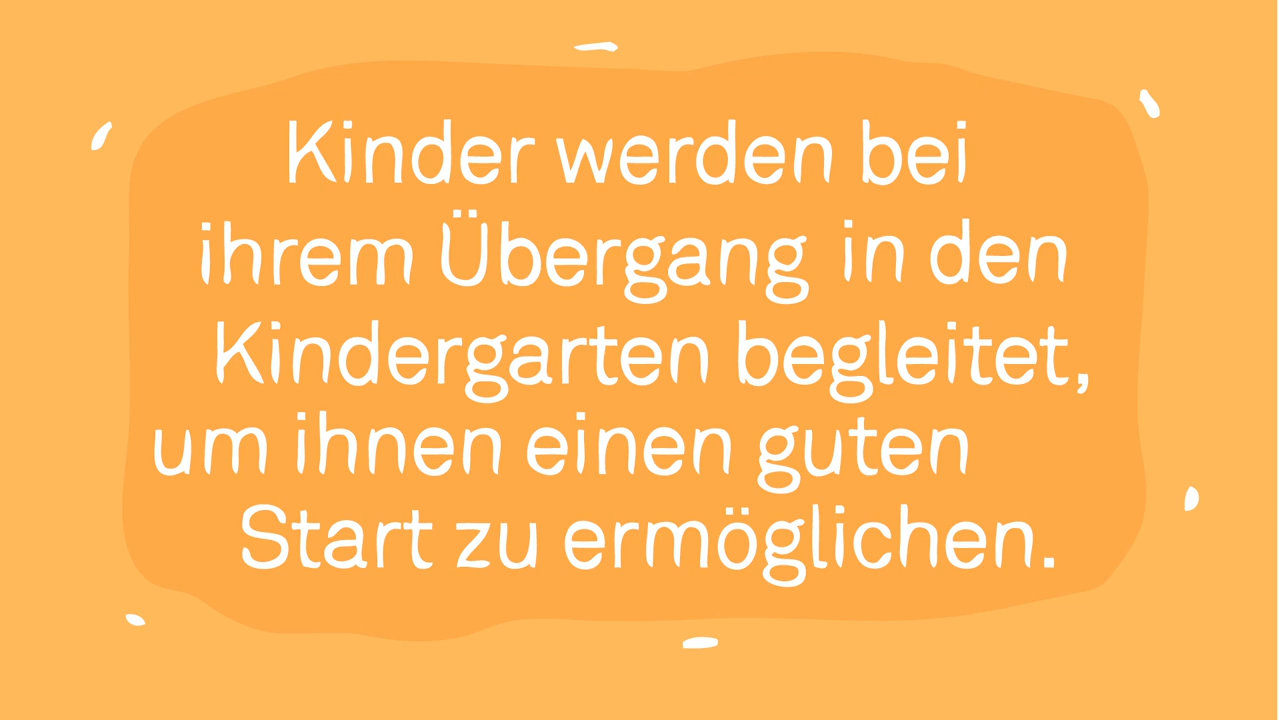 Kinder werden bei
ihrem Übergang in den
Kindergarten begleitet,
um ihnen einen guten
Start zu ermöglichen.